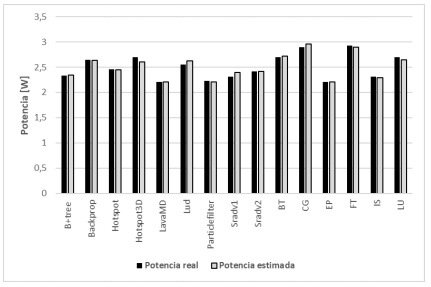 3,5
3
2,5
2
1,5
1
0,5
0
Potencia [W]
B+tree
Backprop
Hotspot
Hotspot3D
LavaMD
Lud
Particlefilter
Sradv1
Sradv2
BT
CG
EP
FT
IS
LU
Potencia real
Potencia estimada